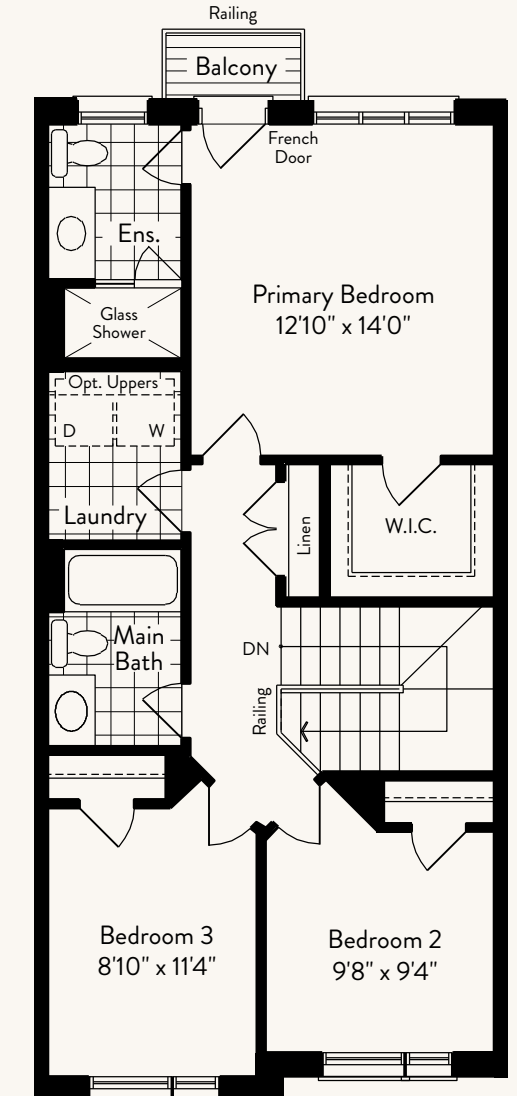 Railing
Balcony
French
Door
Ens.
Primary Bedroom
12'10" x 14'0"
Glass
Shower
Opt. Uppers
D
W
Laundry
Linen
W.I.C.
Main
Bath
DN
Railing
Bedroom 3
8'10" x 11'4"
Bedroom 2
9'8" x 9'4"